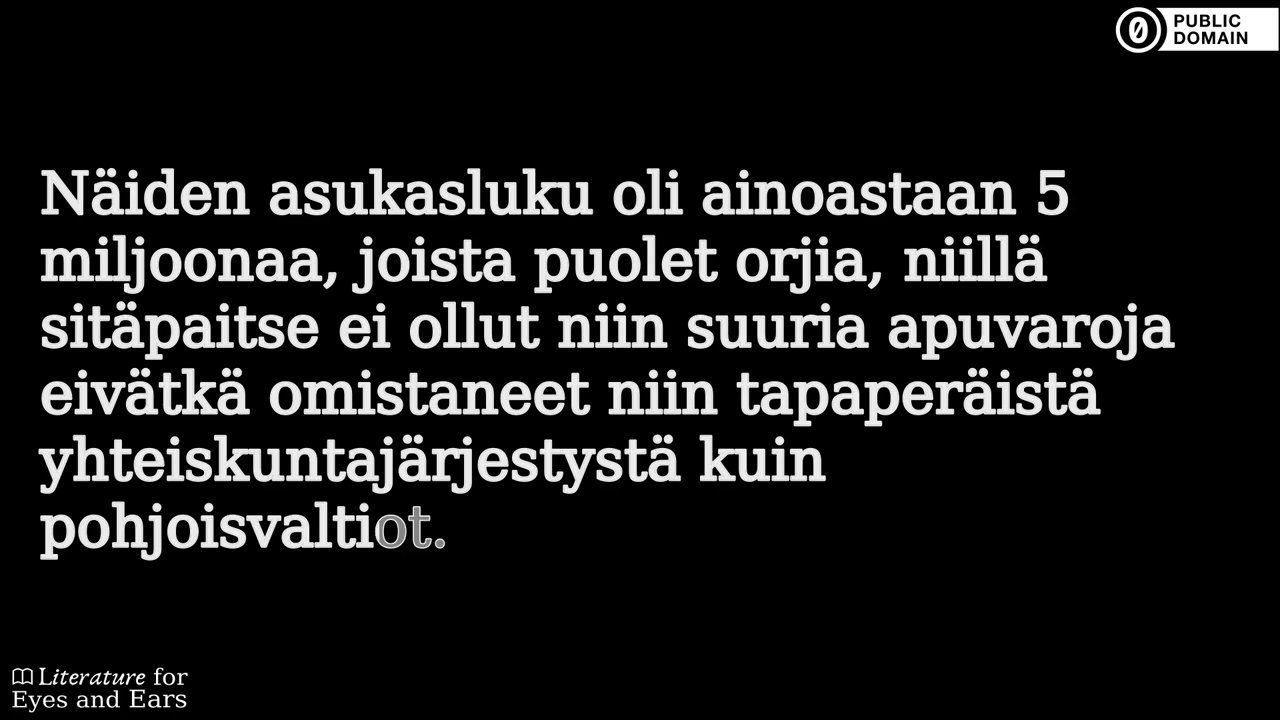 PUBLIC
DOMAIN
Näiden asukasluku oli ainoastaan 5
miljoonaa, joista puolet orjia, niillä
sitäpaitse ei ollut niin suuria apuvaroja
eivätkä omistaneet niin tapaperäistä
yhteiskuntajärjestystä kuin
pohjoisvaltiot.
Literature for
Eyes and Ears